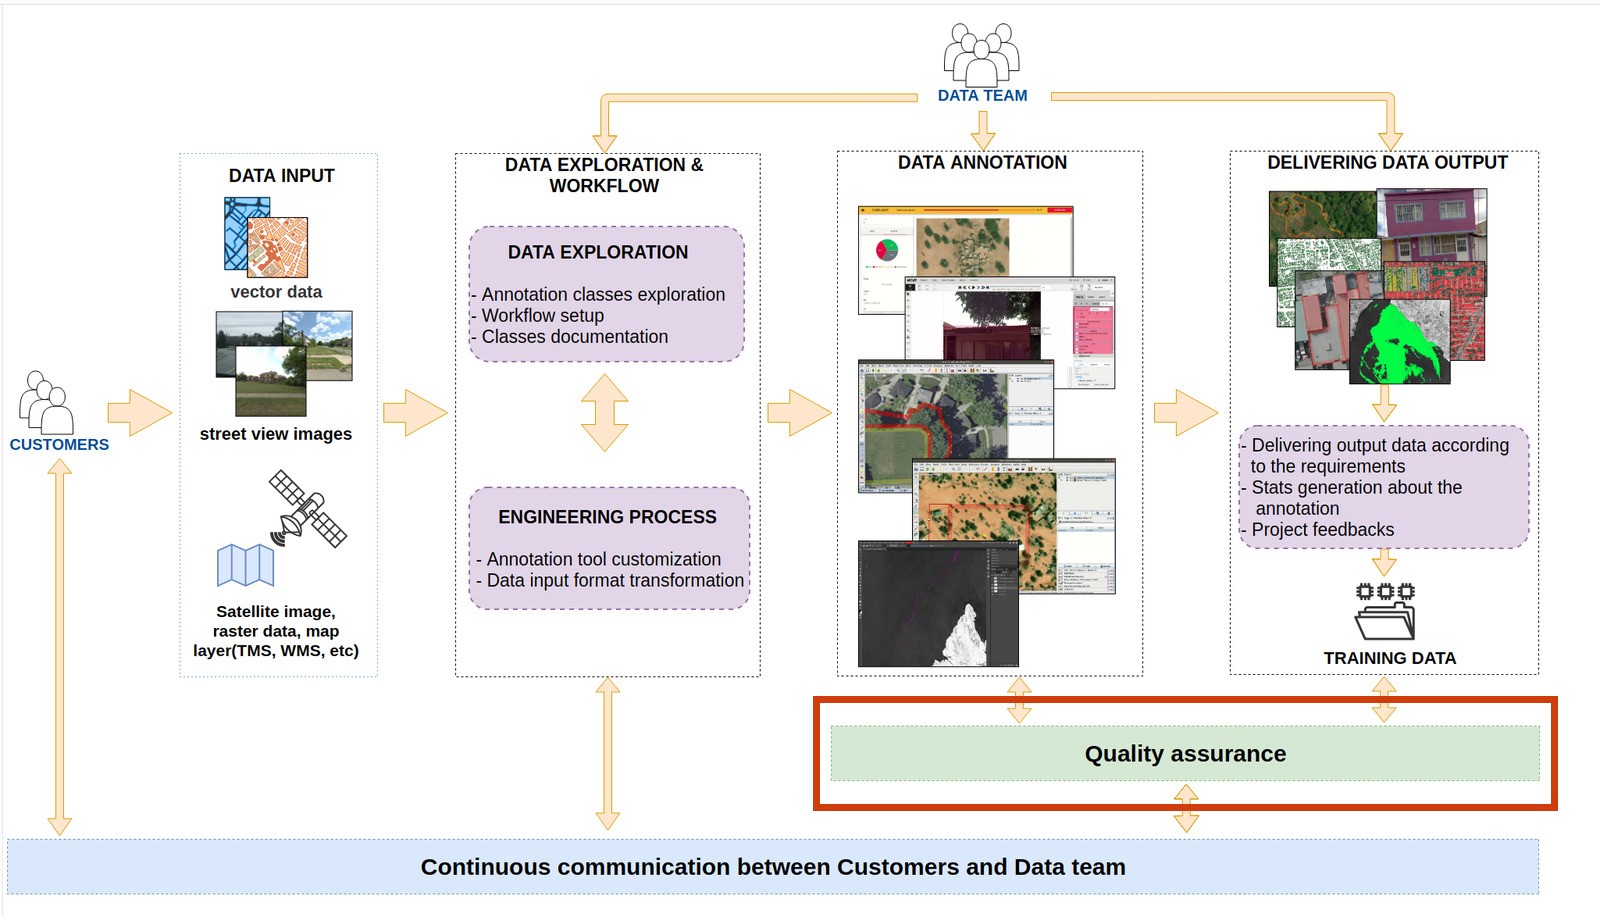 DATA TEAM
CUSTOMERS
DATA INPUT
vector data
street view images
Satellite image,
raster data, map
layer(TMS, WMS, etc)
DATA EXPLORATION &
WORKFLOW
DATA EXPLORATION
- Annotation classes exploration
- Workflow setup
- Classes documentation
ENGINEERING PROCESS
- Annotation tool customization
- Data input format transformation
DATA ANNOTATION
DELIVERING DATA OUTPUT
- Delivering output data according
to the requirements
- Stats generation about the
annotation
- Project feedbacks
TRAINING DATA
Quality assurance
Continuous communication between Customers and Data team